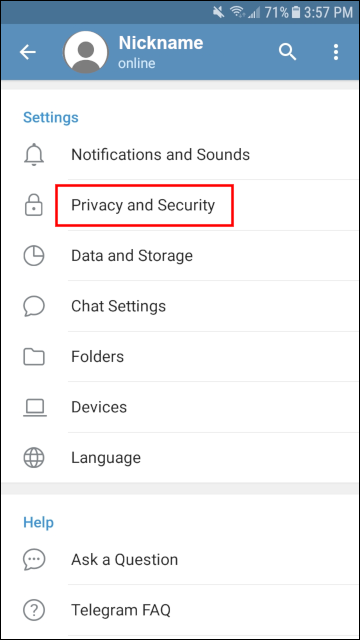 71% 3:57 PM
Nickname
online
Settings
Notifications and Sounds
Privacy and Security
Data and Storage
Chat Settings
Folders
Devices
Language
Help
Ask a Question
Telegram FAQ